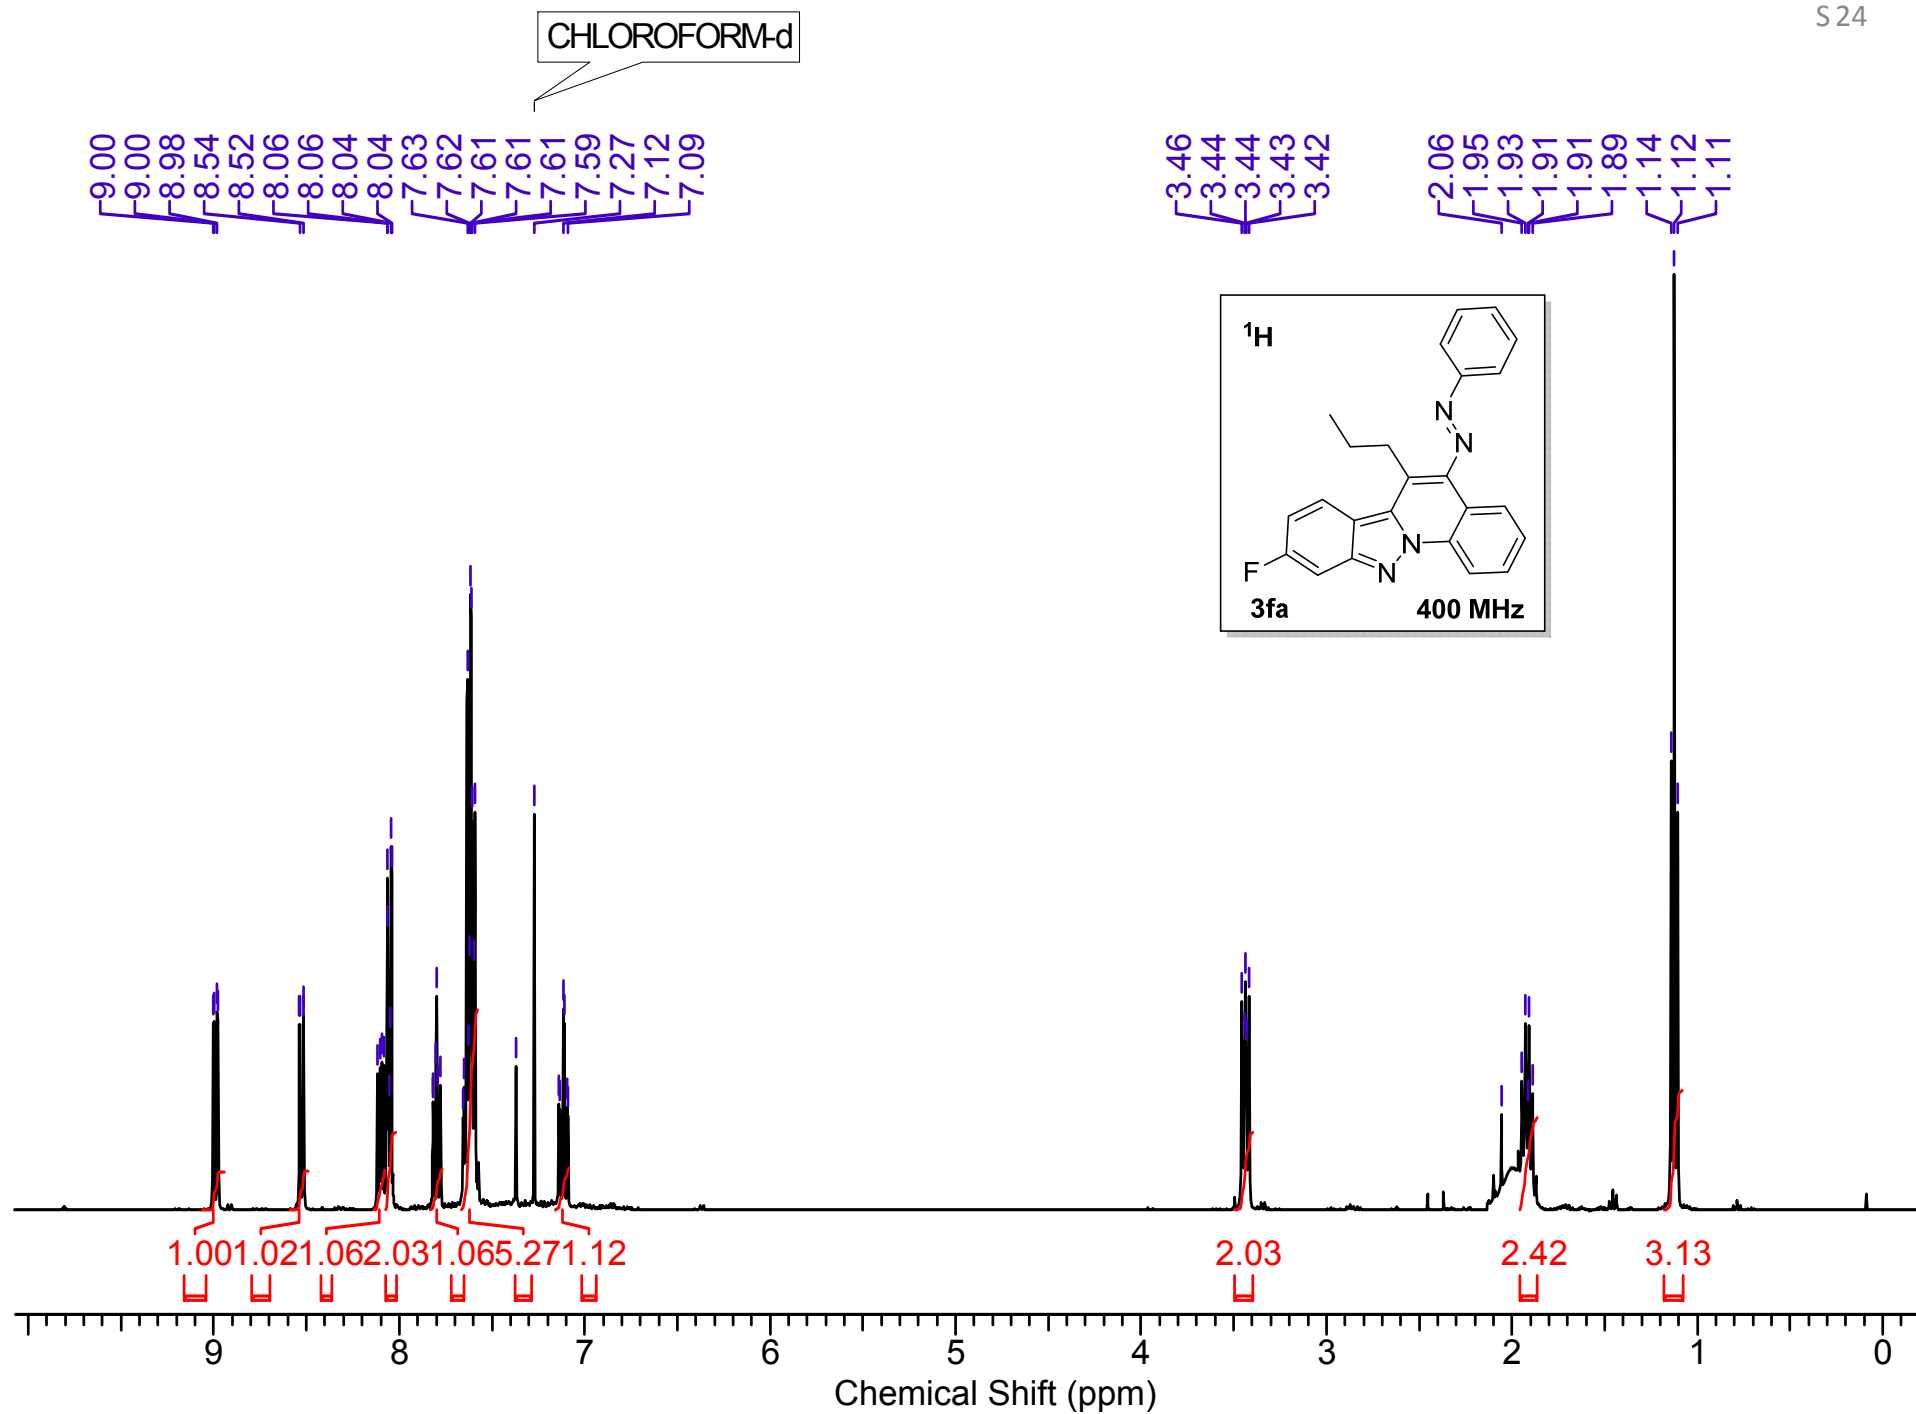 S 24
CHLOROFORM-d
9.00
9.00
8.98
8.54
8.52
8.06
8.06
8.04
8.04
7.63
7.62
7.61
7.61
7.61
7.59
7.27
7.12
7.09
3.46
3.44
3.44
3.43
3.42
2.06
1.95
1.93
1.91
1.91
1.89
1.14
1.12
1.11
¹H
N
N
N
N
F
3fa 400 MHz
1.00 1.02 1.06 2.03 1.06 5.27 1.12 2.03 2.42 3.13
9 8 7 6 5 4 3 2 1 0
Chemical Shift (ppm)